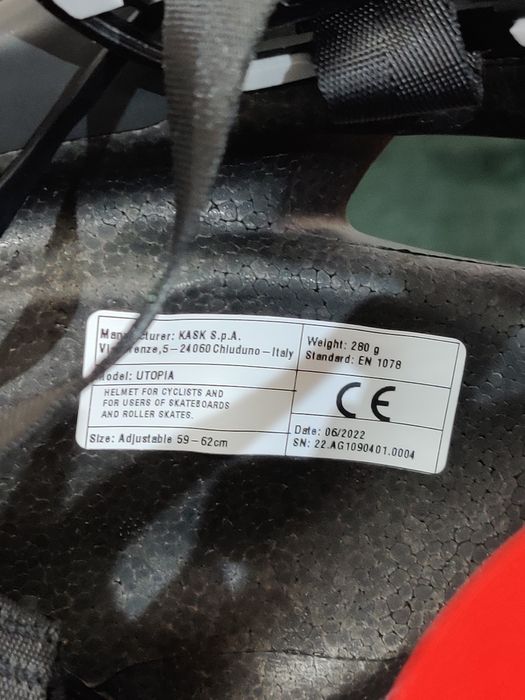 Manufacturer: KASK S.p.A.
Firenze,5-24060 Chiuduno-Italy
Model: UTOPIA
HELMET FOR CYCLISTS AND
FOR USERS OF SKATEBOARDS
AND ROLLER SKATES.
Size: Adjustable 59-62cm
Weight: 280 g
Standard: EN 1078
CE
Date: 06/2022
SN: 22.AG1090401.0004